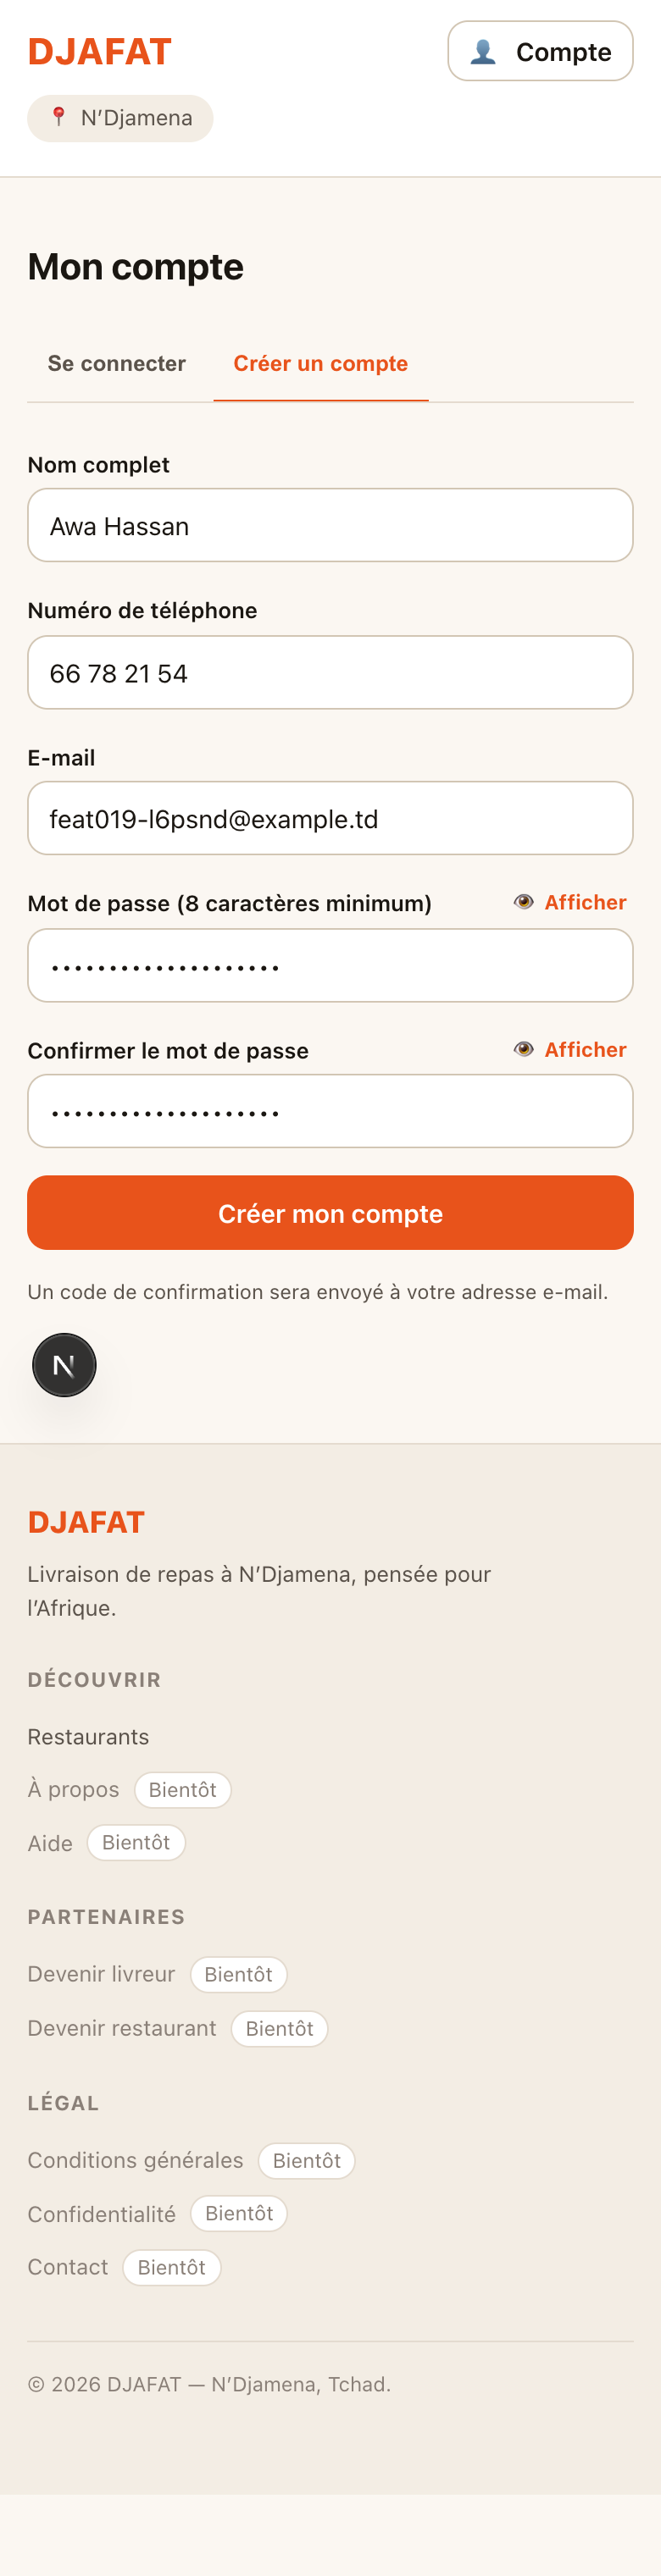 DJAFAT
Compte
N’Djamena
Mon compte
Se connecter
Créer un compte
Nom complet
Awa Hassan
Numéro de téléphone
66 78 21 54
E-mail
feat019-l6psnd@example.td
Mot de passe (8 caractères minimum)
Afficher
••••••••••••••••••••
Confirmer le mot de passe
Afficher
••••••••••••••••••••
Créer mon compte
Un code de confirmation sera envoyé à votre adresse e-mail.
N
DJAFAT
Livraison de repas à N’Djamena, pensée pour
l’Afrique.
DÉCOUVRIR
Restaurants
À propos Bientôt
Aide Bientôt
PARTENAIRES
Devenir livreur Bientôt
Devenir restaurant Bientôt
LÉGAL
Conditions générales Bientôt
Confidentialité Bientôt
Contact Bientôt
© 2026 DJAFAT — N’Djamena, Tchad.